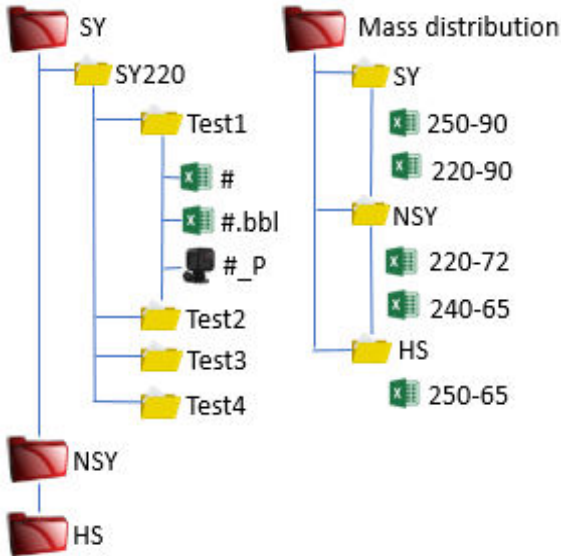 SY
SY220
Test1
#
#.bbl
#_P
Test2
Test3
Test4
NSY
HS
Mass distribution
SY
250-90
220-90
NSY
220-72
240-65
HS
250-65